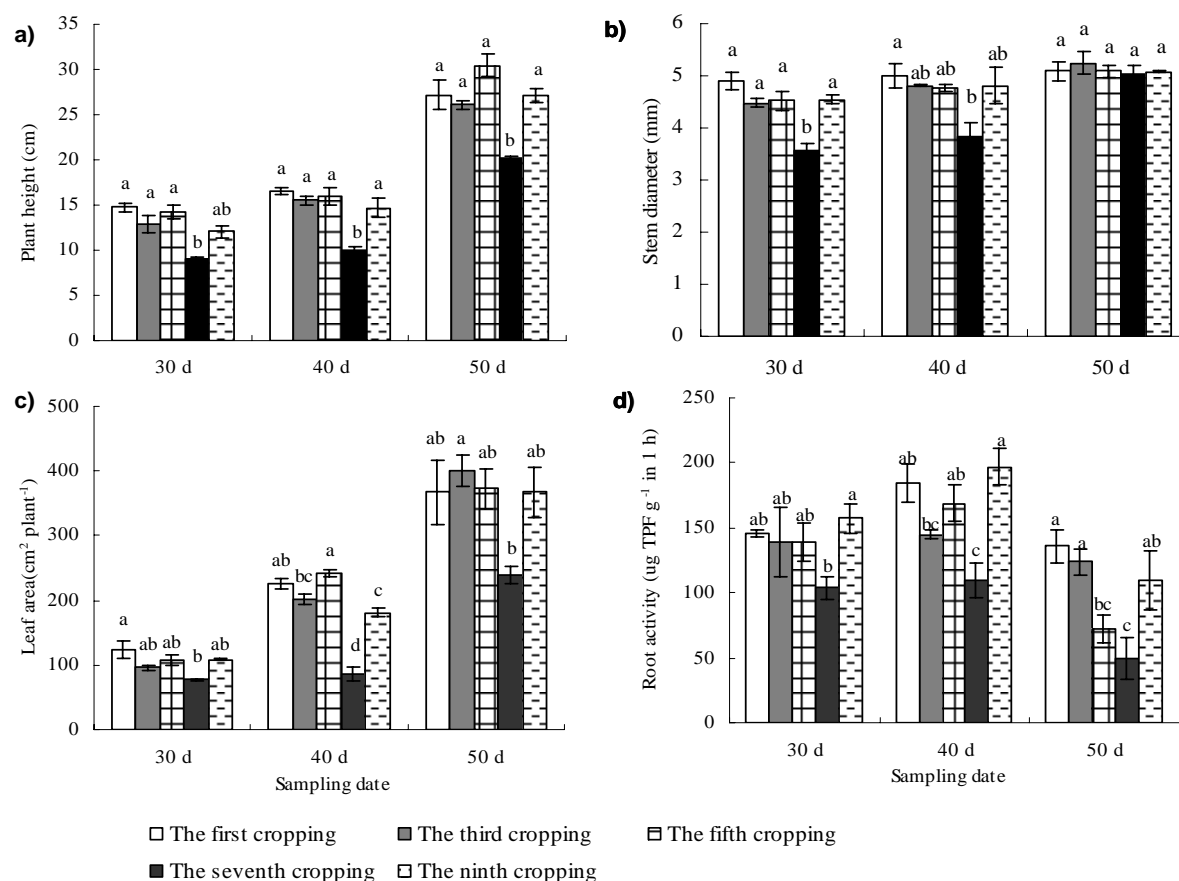 a)
Plant height (cm)
35
30
25
20
15
10
5
0
a a a b ab
a a a b a
a a a b a
30 d 40 d 50 d
b)
Stem diameter (mm)
6
5
4
3
2
1
0
a a a b a
a ab ab b ab
a a a a a
30 d 40 d 50 d
c)
Leaf area(cm² plant⁻¹)
500
400
300
200
100
0
a ab ab b ab
ab bc a d c
ab a ab b ab
30 d 40 d 50 d
Sampling date
d)
Root activity (ug TPF g⁻¹ in 1 h)
250
200
150
100
50
0
ab ab ab b a
ab bc ab c a
a a bc c ab
30 d 40 d 50 d
Sampling date
The first cropping The third cropping The fifth cropping
The seventh cropping The ninth cropping